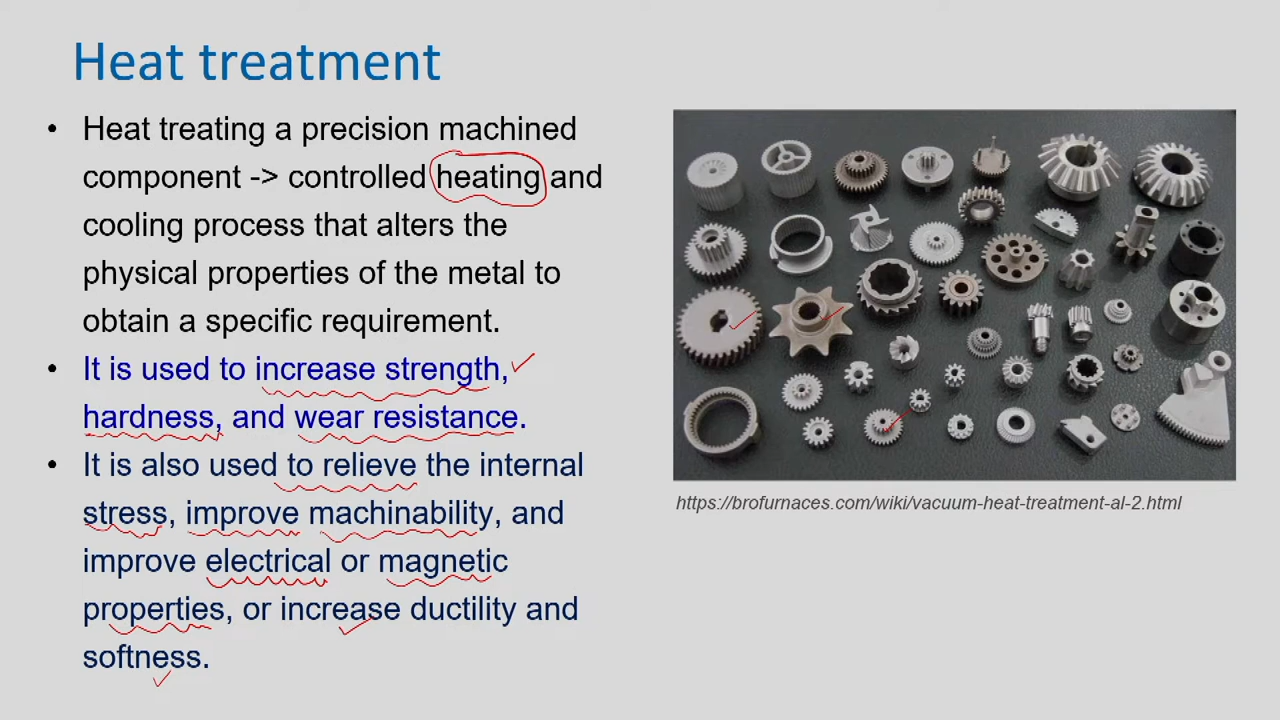 Heat treatment
• Heat treating a precision machined
component -> controlled heating and
cooling process that alters the
physical properties of the metal to
obtain a specific requirement.
• It is used to increase strength,
hardness, and wear resistance.
• It is also used to relieve the internal
stress, improve machinability, and
improve electrical or magnetic
properties, or increase ductility and
softness.
https://brofurnaces.com/wiki/vacuum-heat-treatment-al-2.html